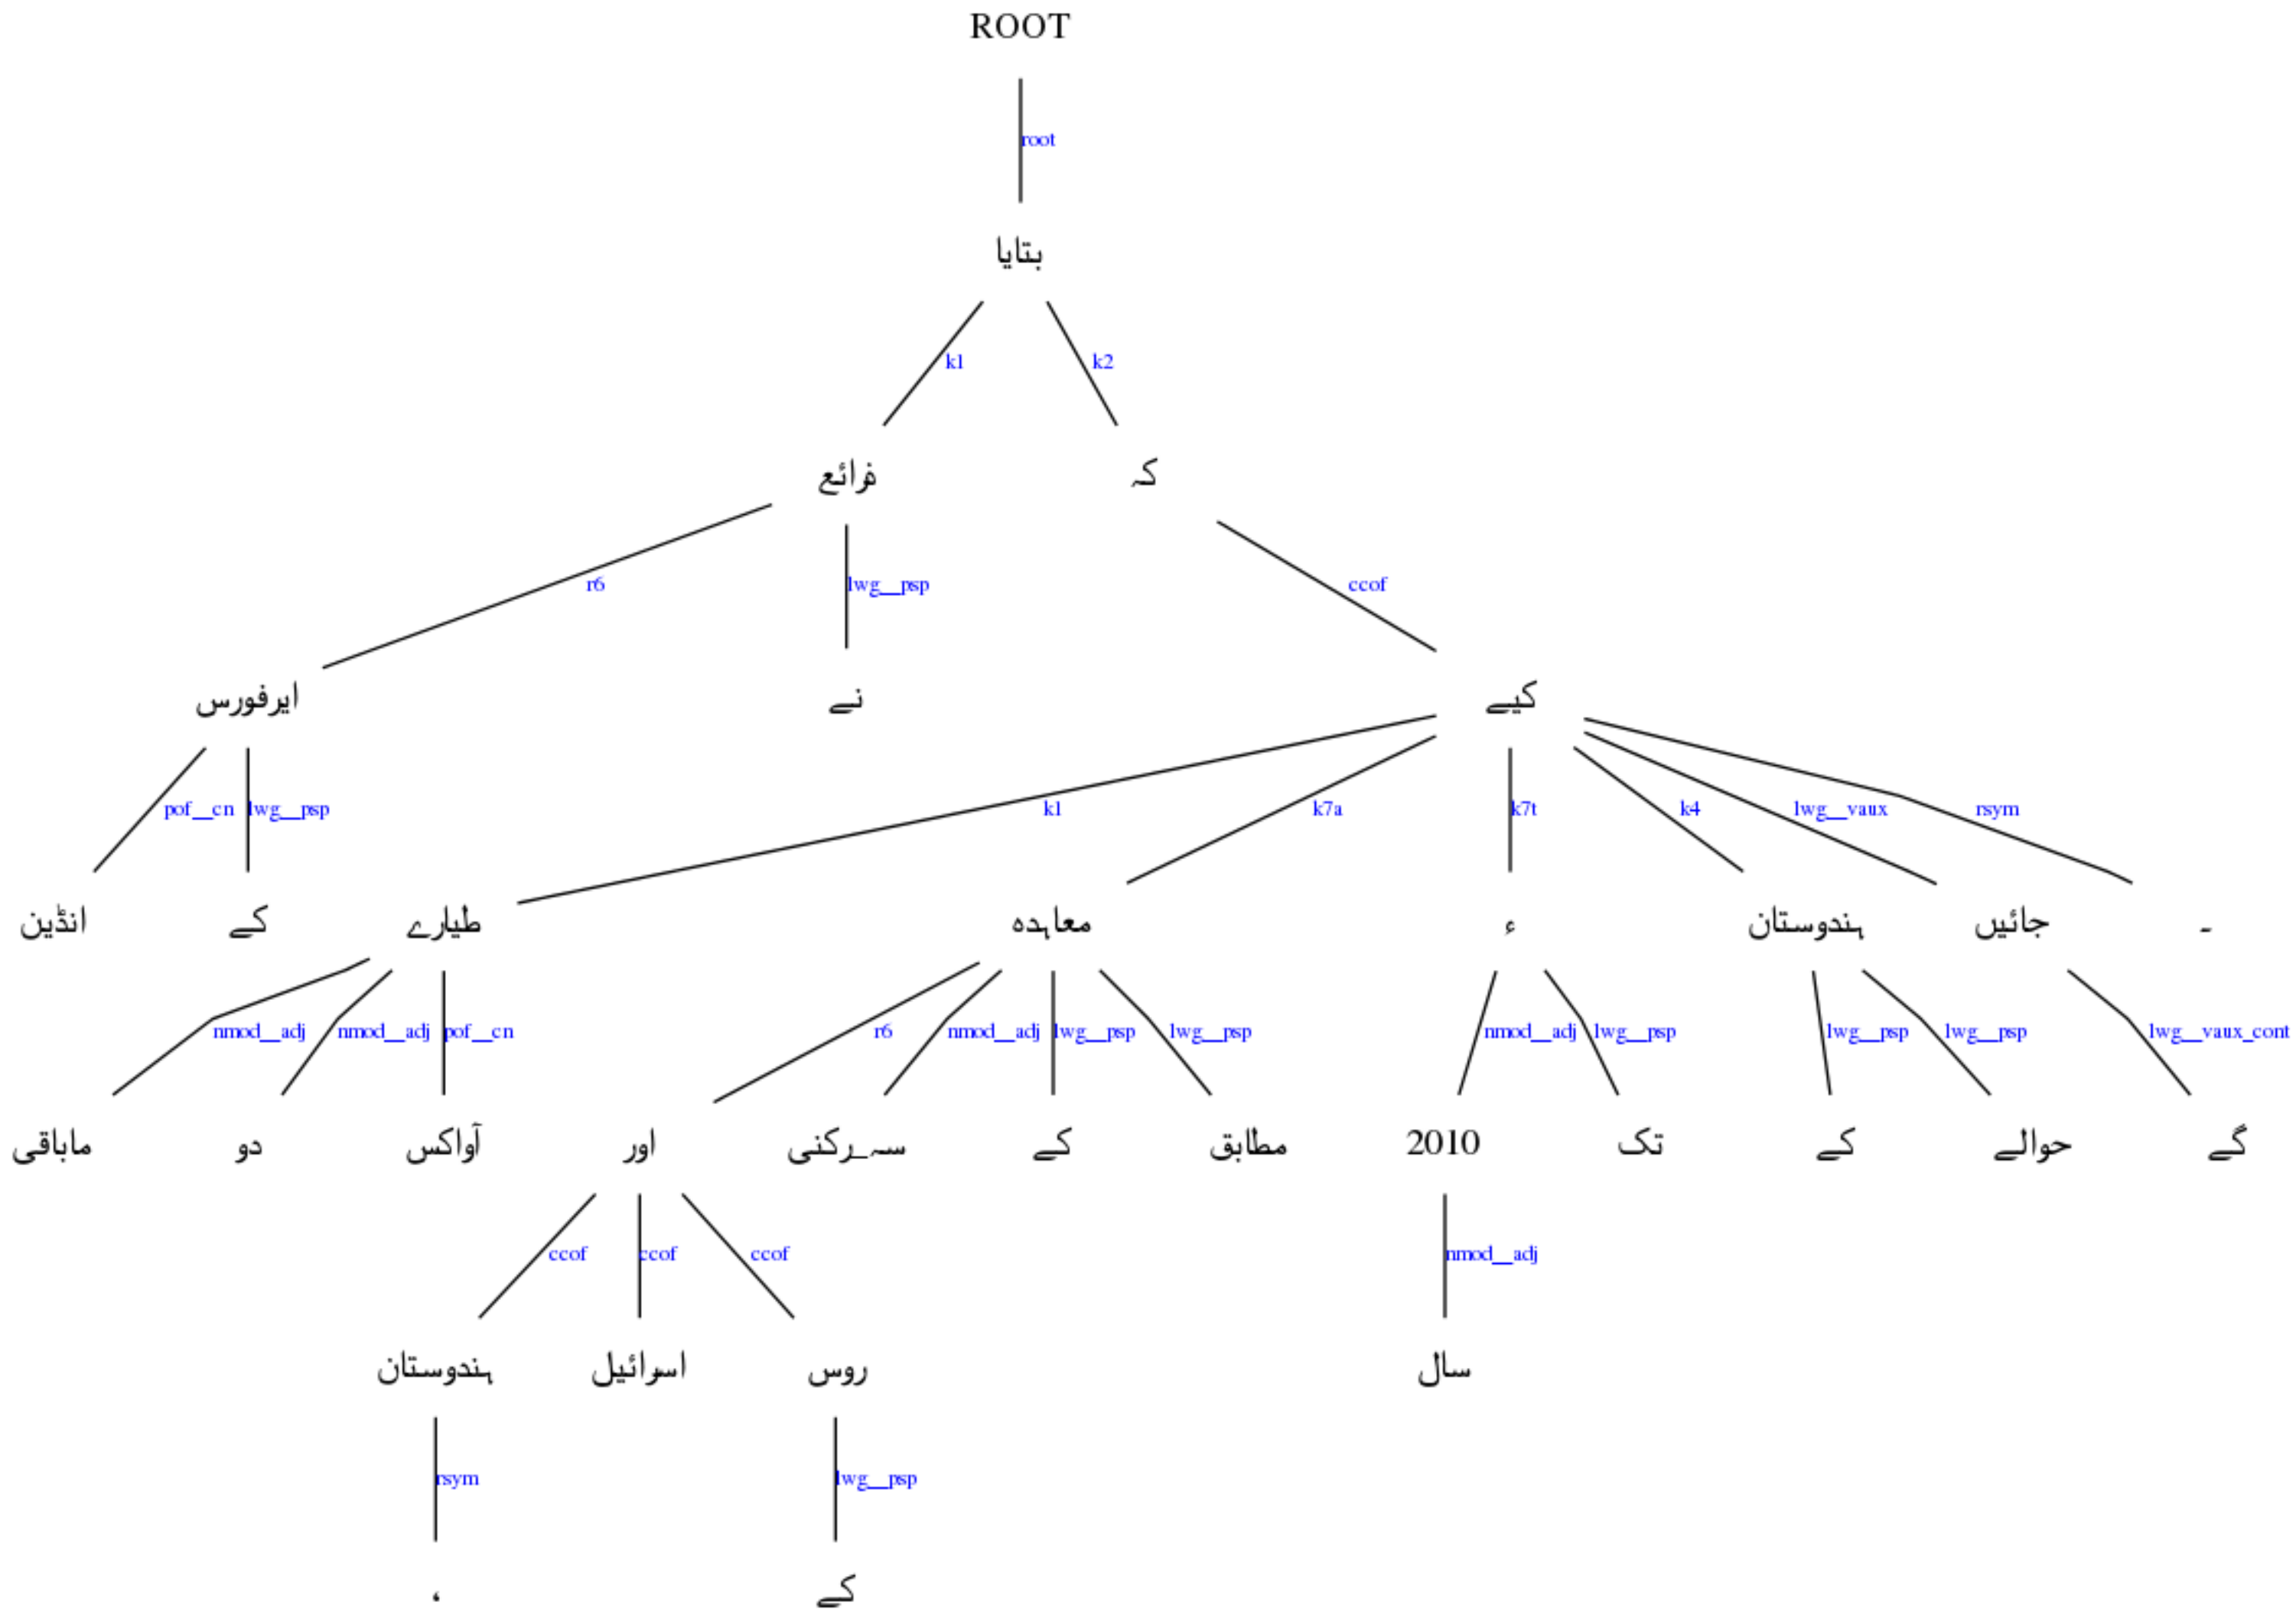 ROOT
root
بتایا
k1 k2
ذرائع کہ
r6 lwg__psp ccof
ایرفورس نے کیے
pof__cn lwg__psp k1 k7a k7t k4 lwg__vaux rsym
انڈین کے طیارے معاہدہ ء ہندوستان جائیں ۔
nmod__adj nmod__adj pof__cn r6 nmod__adj lwg__psp lwg__psp nmod__adj lwg__psp lwg__psp lwg__psp lwg__vaux_cont
ماباقی دو آواکس اور سہ_رکنی کے مطابق 2010 تک کے حوالے گے
ccof ccof ccof nmod__adj
ہندوستان اسرائیل روس سال
rsym lwg__psp
، کے